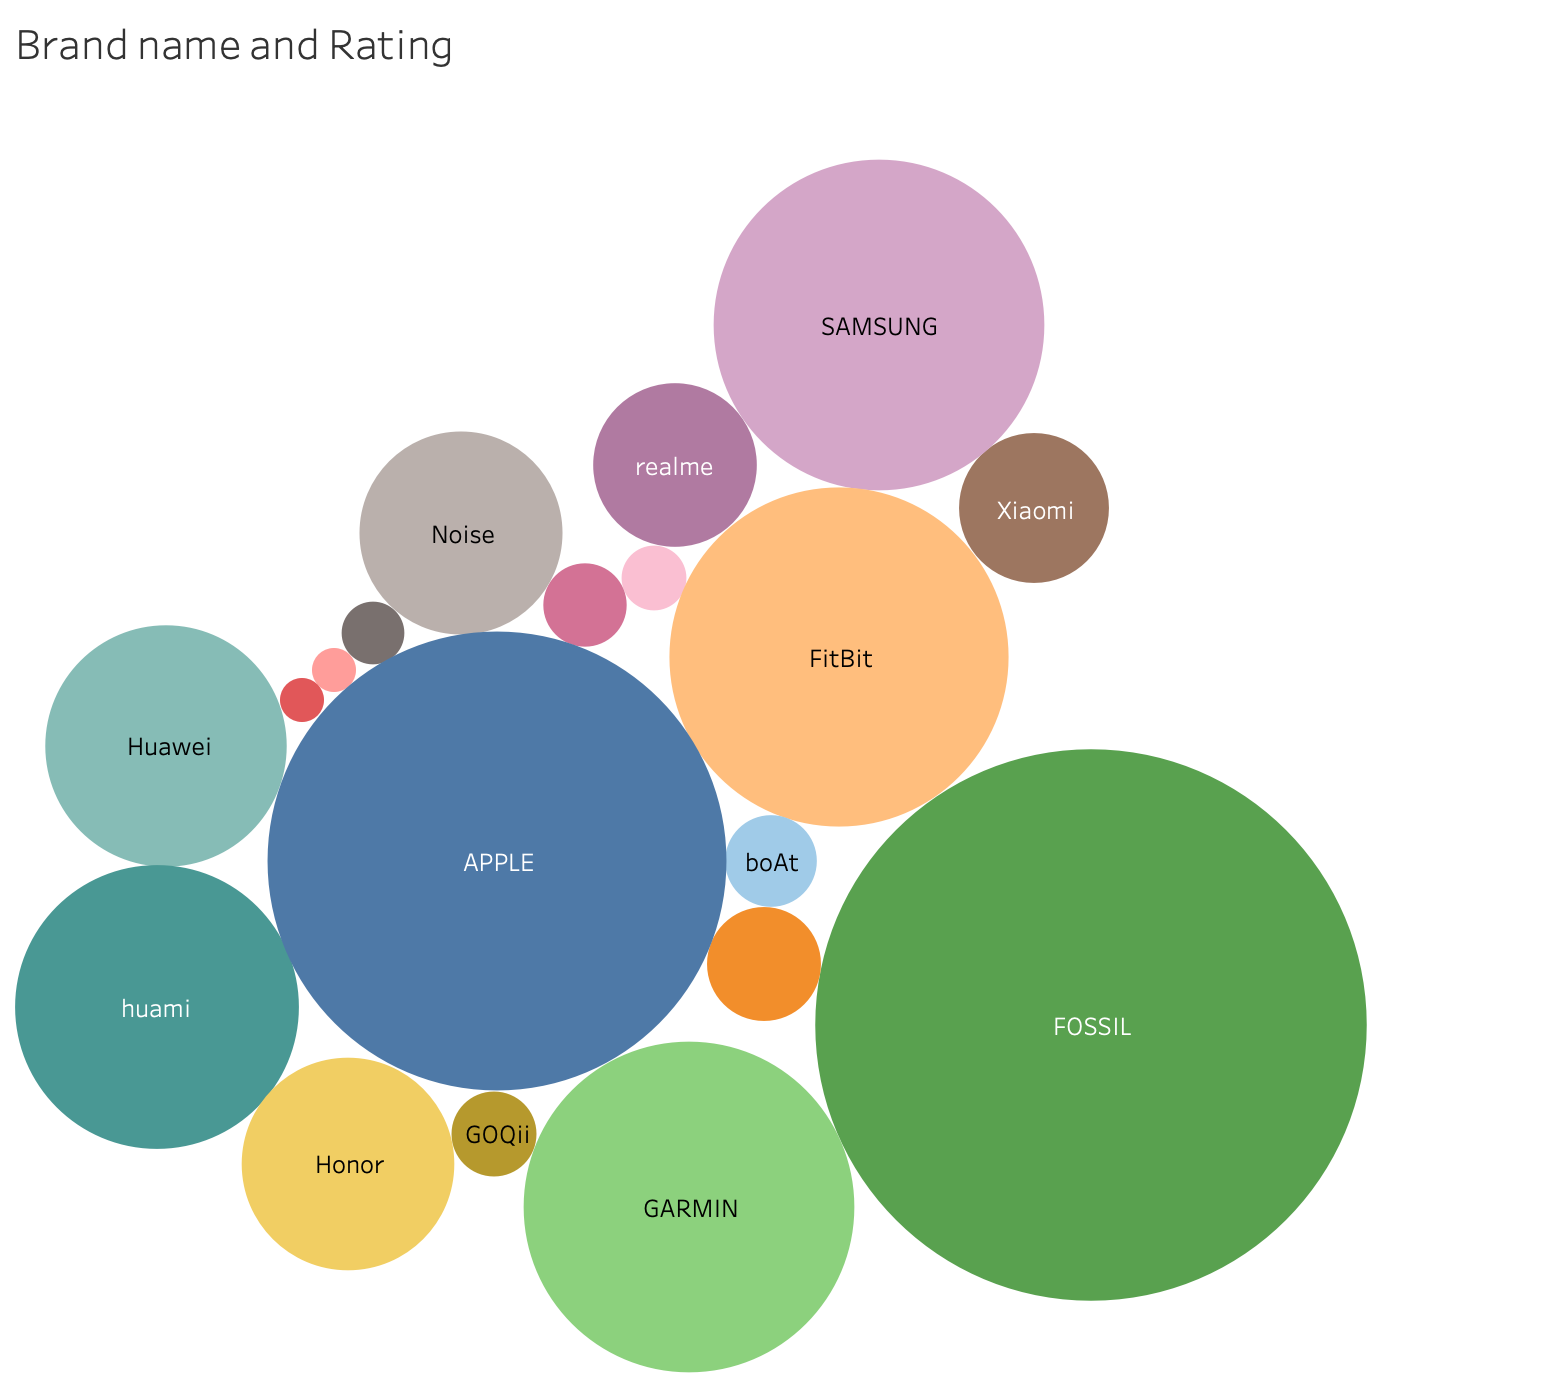 Brand name and Rating
SAMSUNG
realme
Xiaomi
Noise
FitBit
Huawei
APPLE
boAt
huami
FOSSIL
GOQii
Honor
GARMIN